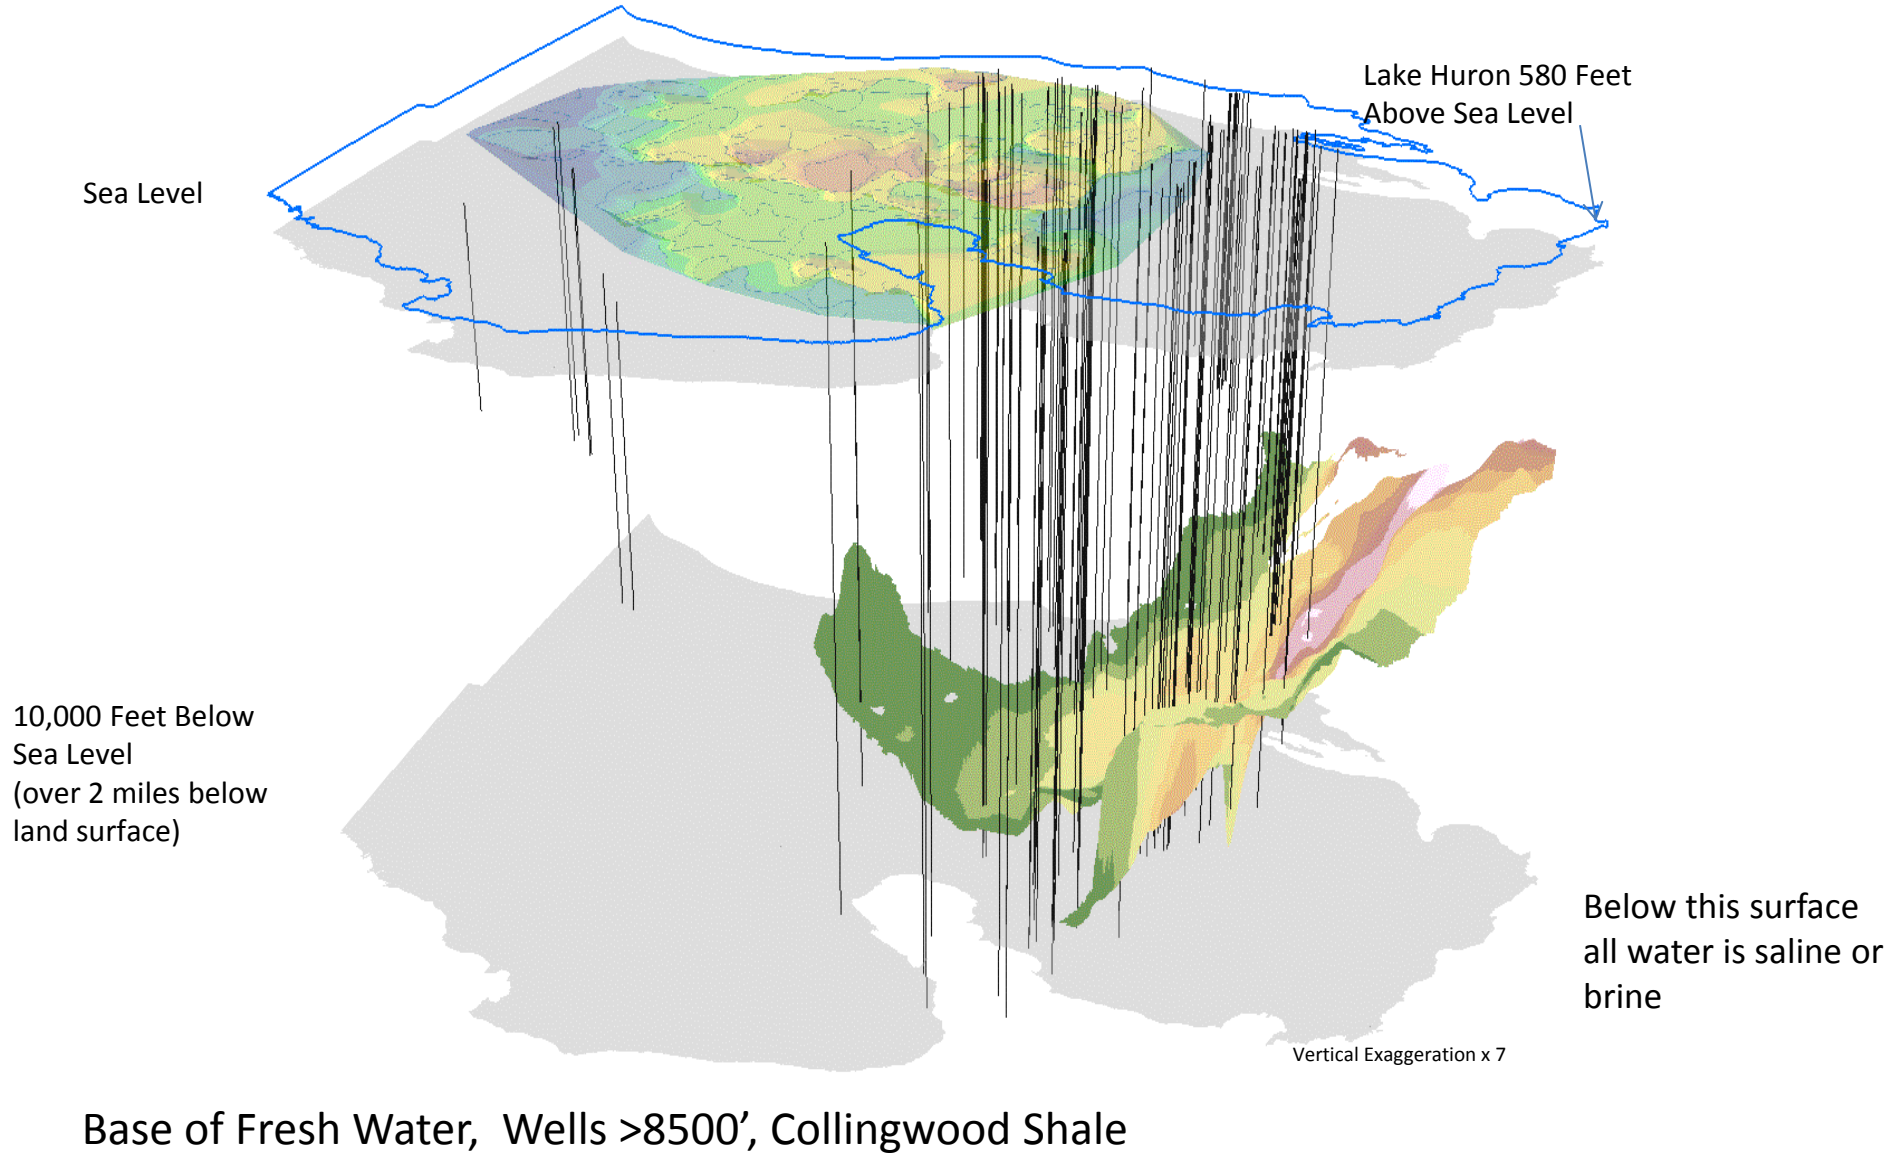 Lake Huron 580 Feet
Above Sea Level
Sea Level
10,000 Feet Below
Sea Level
(over 2 miles below
land surface)
Below this surface
all water is saline or
brine
Vertical Exaggeration x 7
Base of Fresh Water,  Wells >8500’, Collingwood Shale